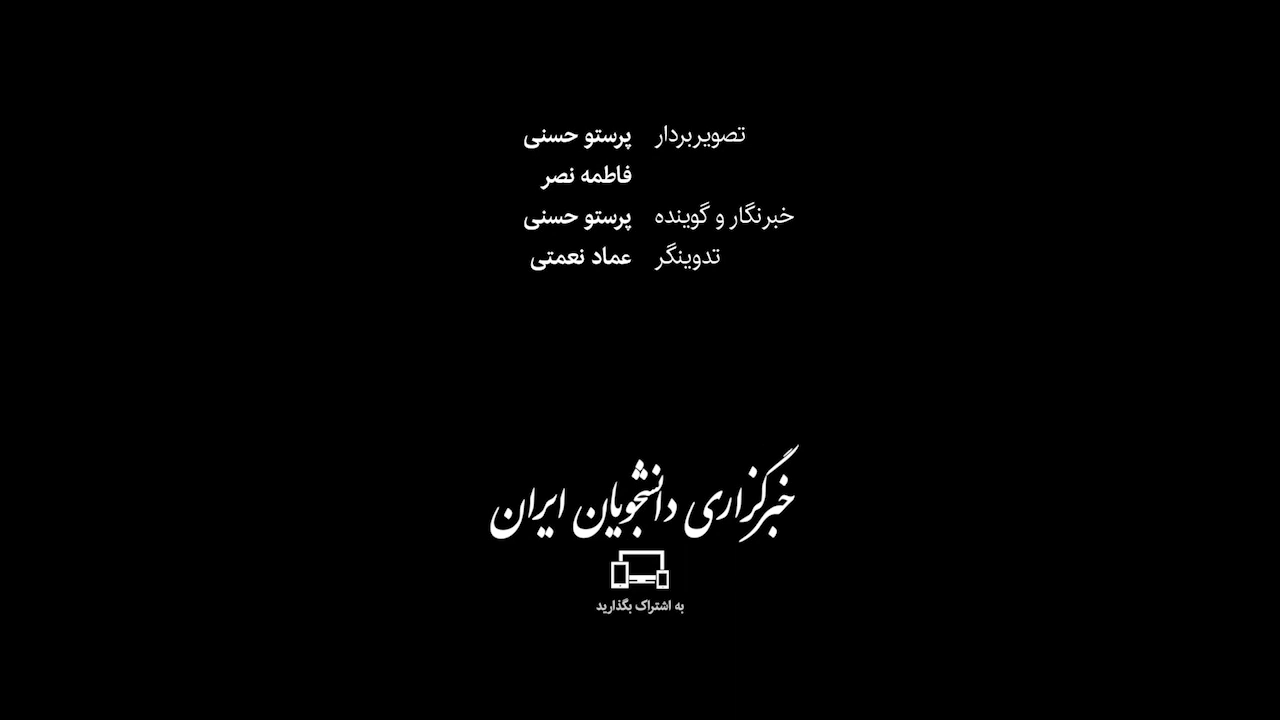 تصویربردار پرستو حسنی
فاطمه نصر
خبرنگار و گوینده پرستو حسنی
تدوینگر عماد نعمتی
خبرگزاری دانشجویان ایران
به اشتراک بگذارید